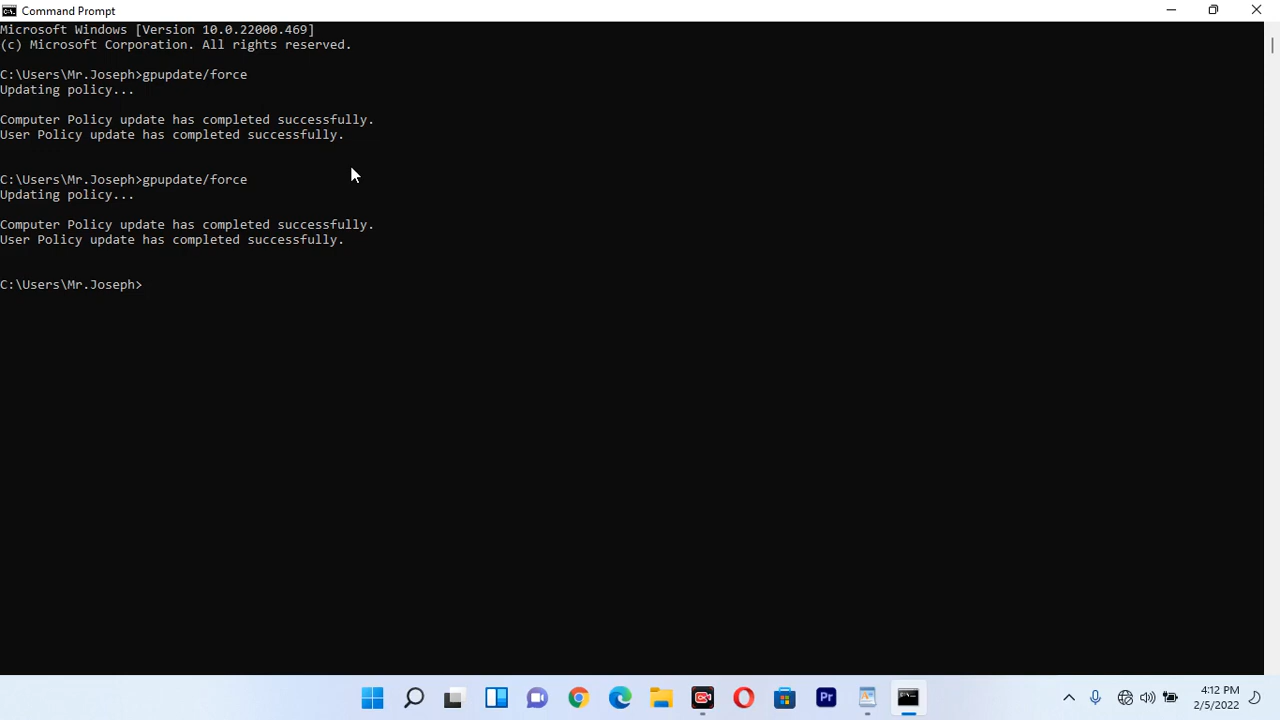 Command Prompt
Microsoft Windows [Version 10.0.22000.469]
(c) Microsoft Corporation. All rights reserved.
C:\Users\Mr.Joseph>gpupdate/force
Updating policy...
Computer Policy update has completed successfully.
User Policy update has completed successfully.
C:\Users\Mr.Joseph>gpupdate/force
Updating policy...
Computer Policy update has completed successfully.
User Policy update has completed successfully.
C:\Users\Mr.Joseph>
Pr
4:12 PM
2/5/2022